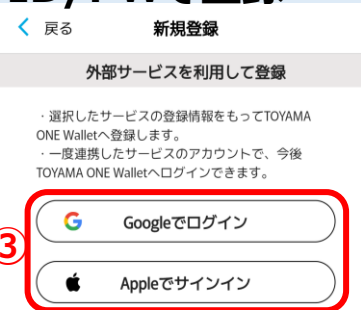 戻る 新規登録
外部サービスを利用して登録
・選択したサービスの登録情報をもってTOYAMA
ONE Walletへ登録します。
・一度連携したサービスのアカウントで、今後
TOYAMA ONE Walletへログインできます。
③
Googleでログイン
Appleでサインイン